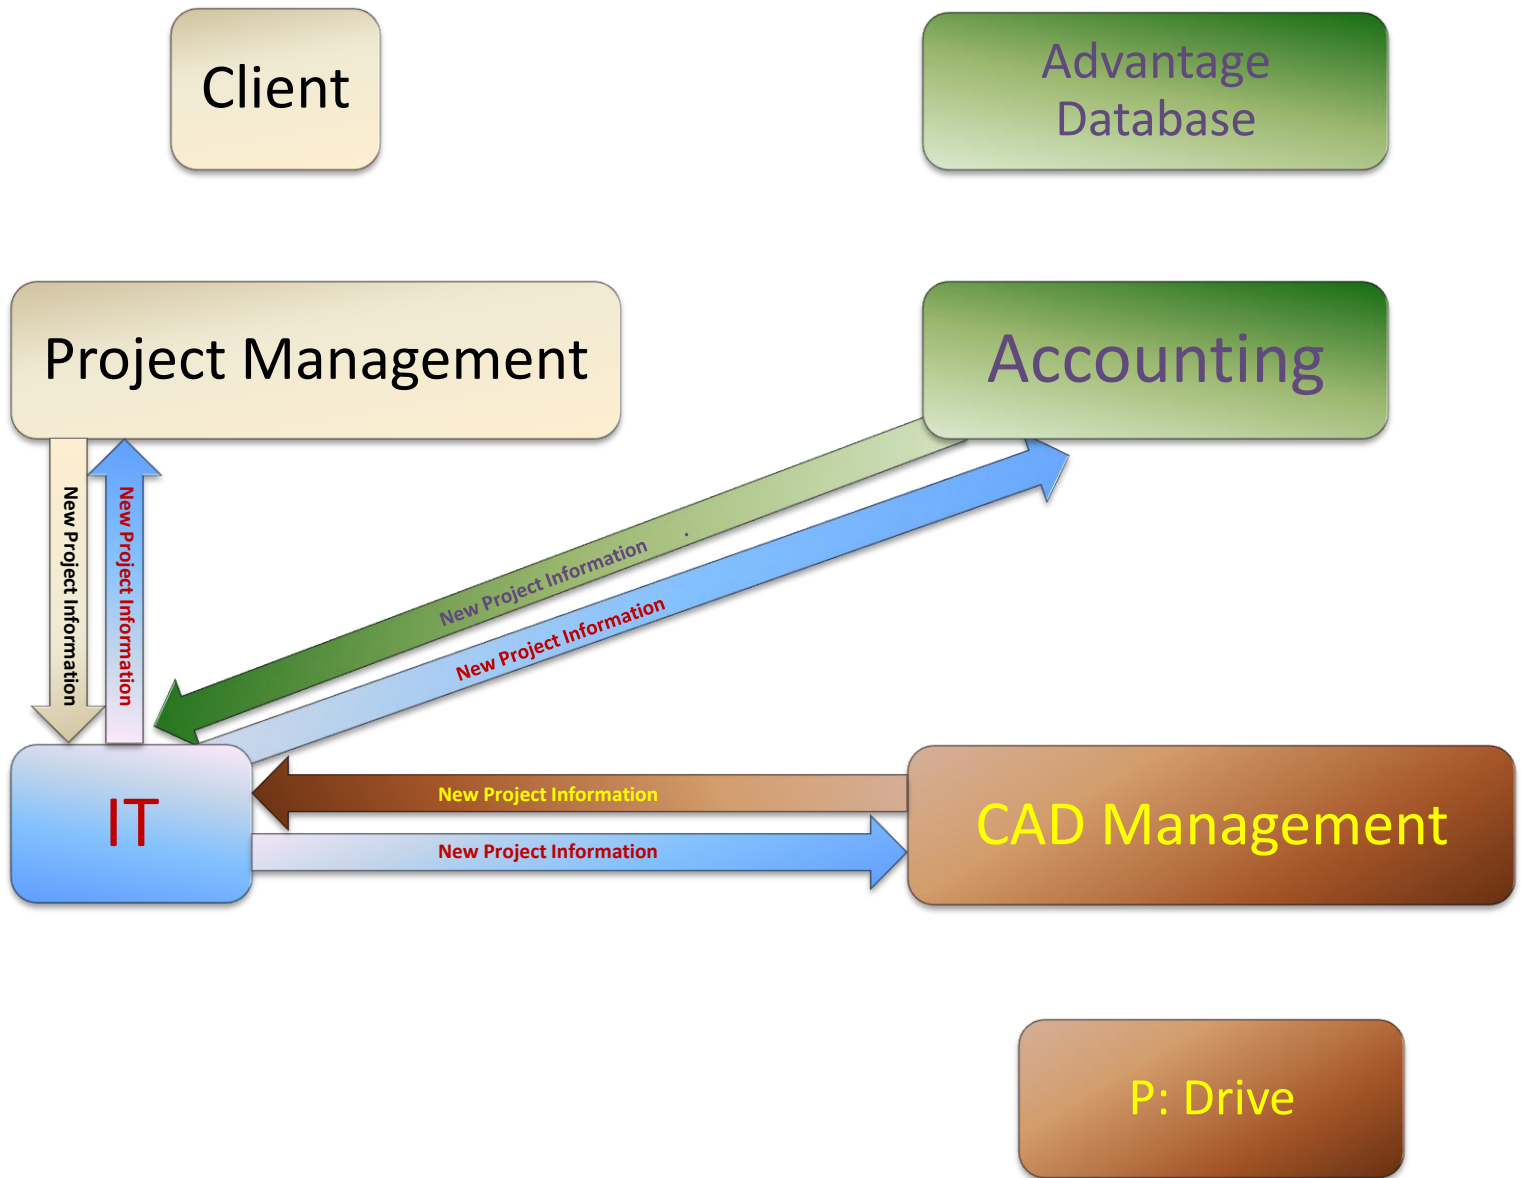 Client
Advantage
Database
Project Management
Accounting
New Project Information
New Project Information
New Project Information .
New Project Information
IT
New Project Information
New Project Information
CAD Management
P: Drive